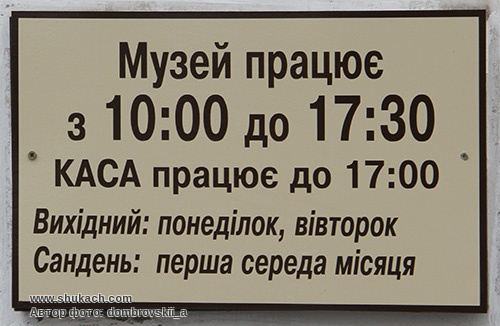 Музей працює
з 10:00 до 17:30
КАСА працює до 17:00
Вихідний: понеділок, вівторок
Сандень: перша середа місяця
www.shukach.com
Автор фото: dombrovskii_a